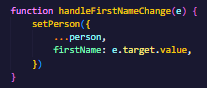 function handleFirstNameChange(e) {
    setPerson({
        ...person,
        firstName: e.target.value,
    })
}